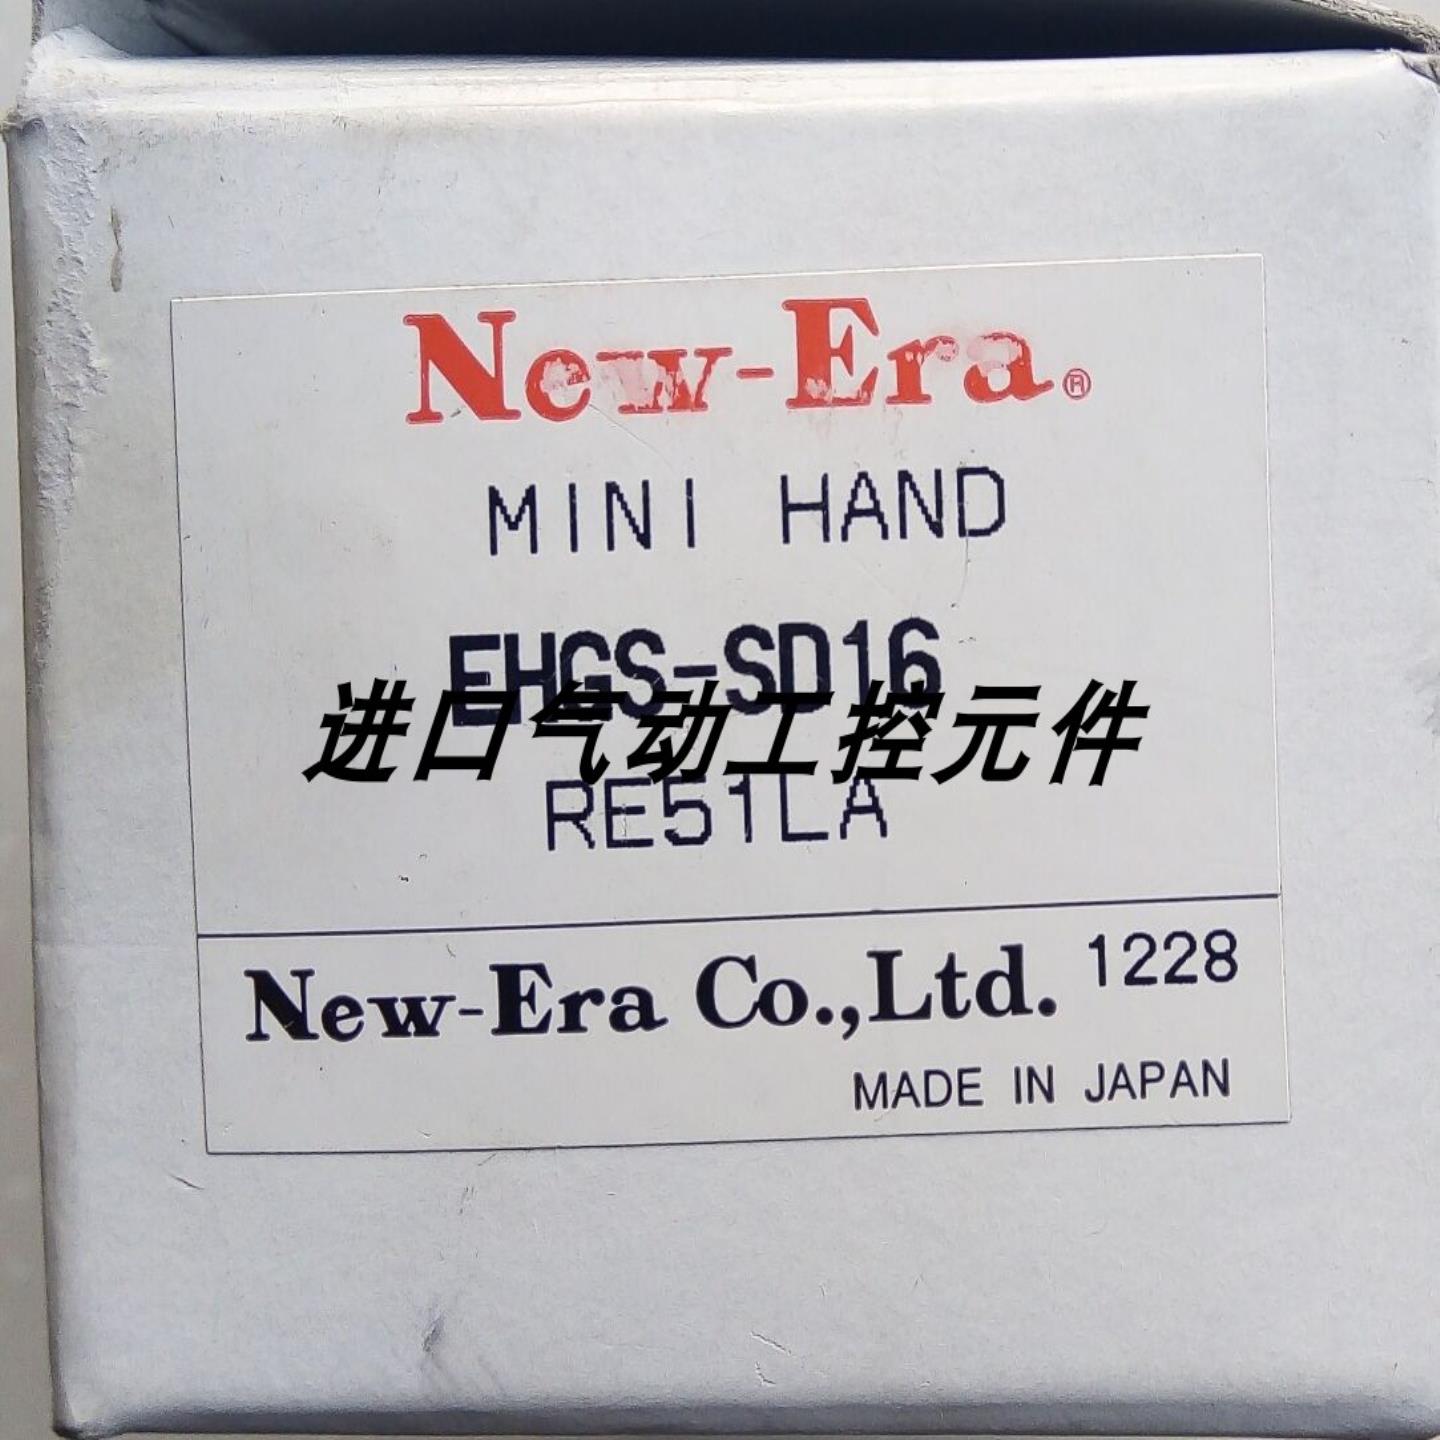 New-Era®
MINI HAND
EHGS-SD16
进口气动工控元件
RE51LA
New-Era Co.,Ltd. 1228
MADE IN JAPAN